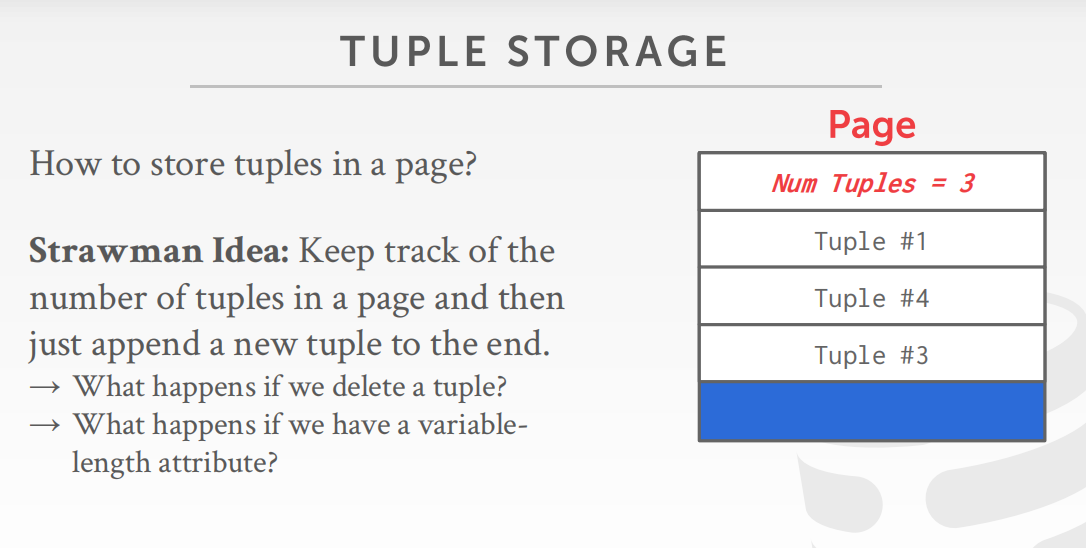 TUPLE STORAGE
How to store tuples in a page?
Strawman Idea: Keep track of the
number of tuples in a page and then
just append a new tuple to the end.
→ What happens if we delete a tuple?
→ What happens if we have a variable-
length attribute?
Page
Num Tuples = 3
Tuple #1
Tuple #4
Tuple #3